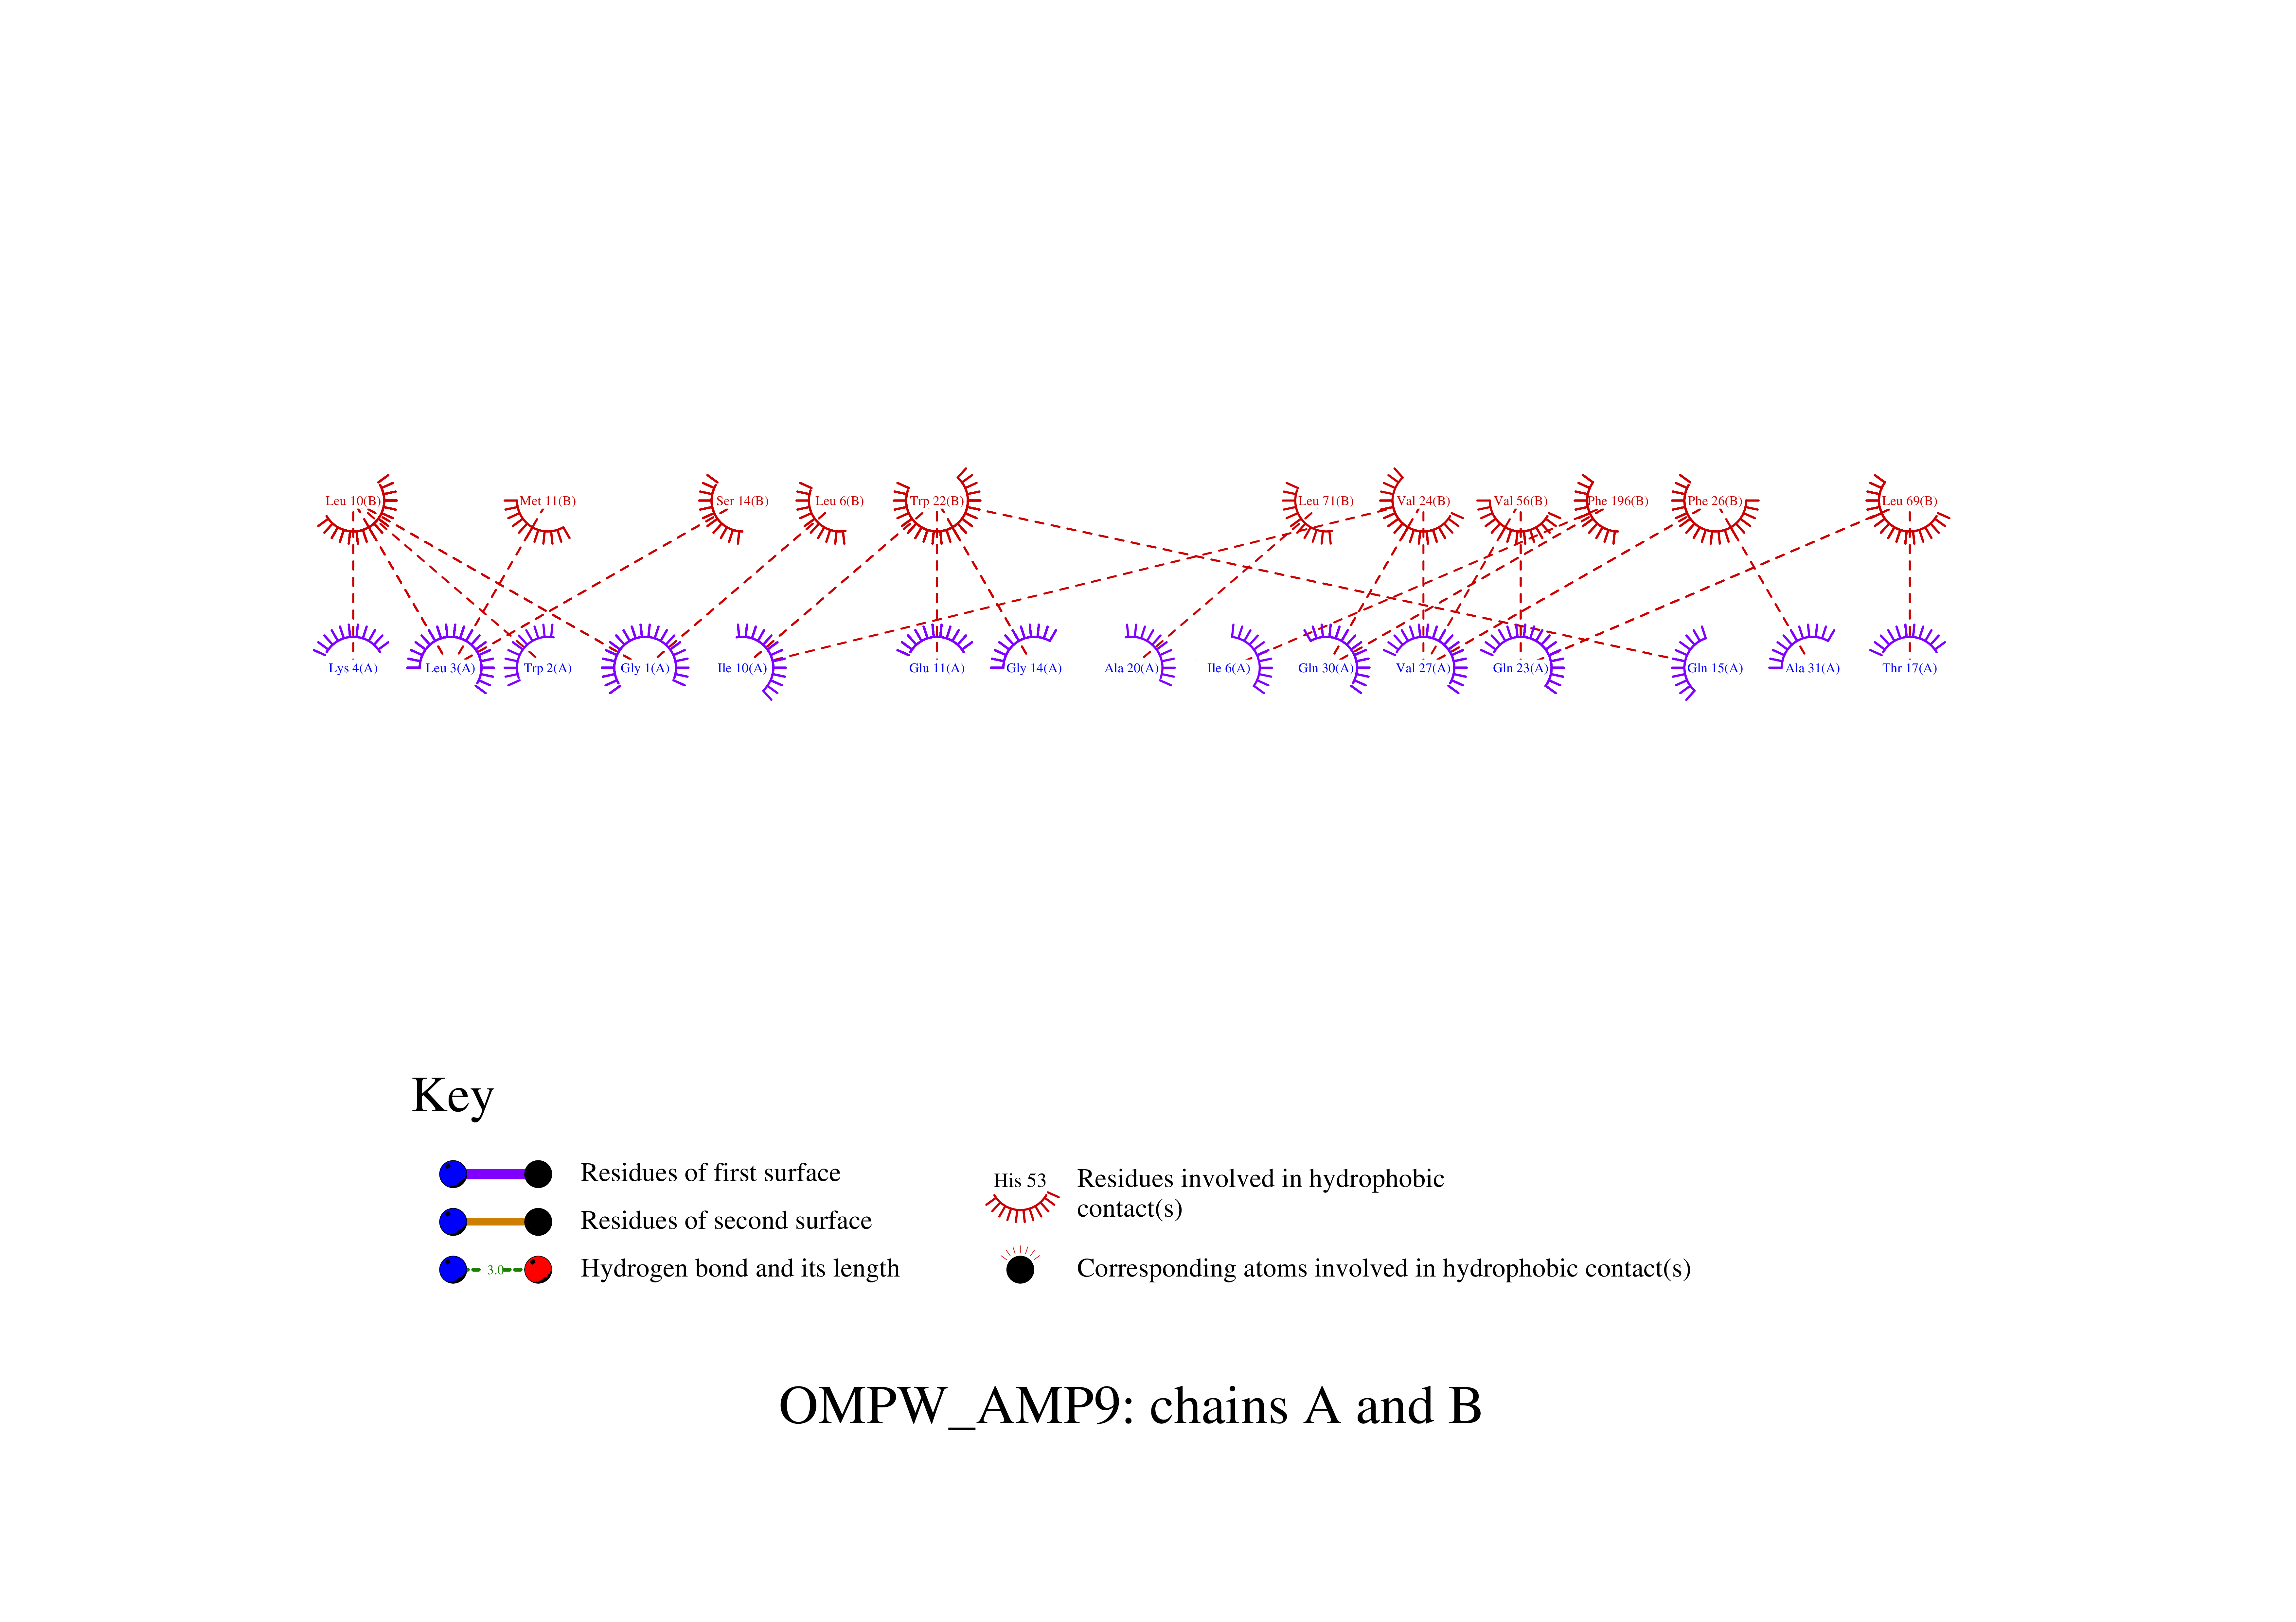 Leu 10(B) Met 11(B) Ser 14(B) Leu 6(B) Trp 22(B) Leu 71(B) Val 24(B) Val 56(B) Phe 196(B) Phe 26(B) Leu 69(B)
Lys 4(A) Leu 3(A) Trp 2(A) Gly 1(A) Ile 10(A) Glu 11(A) Gly 14(A) Ala 20(A) Ile 6(A) Gln 30(A) Val 27(A) Gln 23(A) Gln 15(A) Ala 31(A) Thr 17(A)
Key
Residues of first surface
Residues of second surface
3.0 Hydrogen bond and its length
His 53 Residues involved in hydrophobic
contact(s)
Corresponding atoms involved in hydrophobic contact(s)
OMPW_AMP9: chains A and B